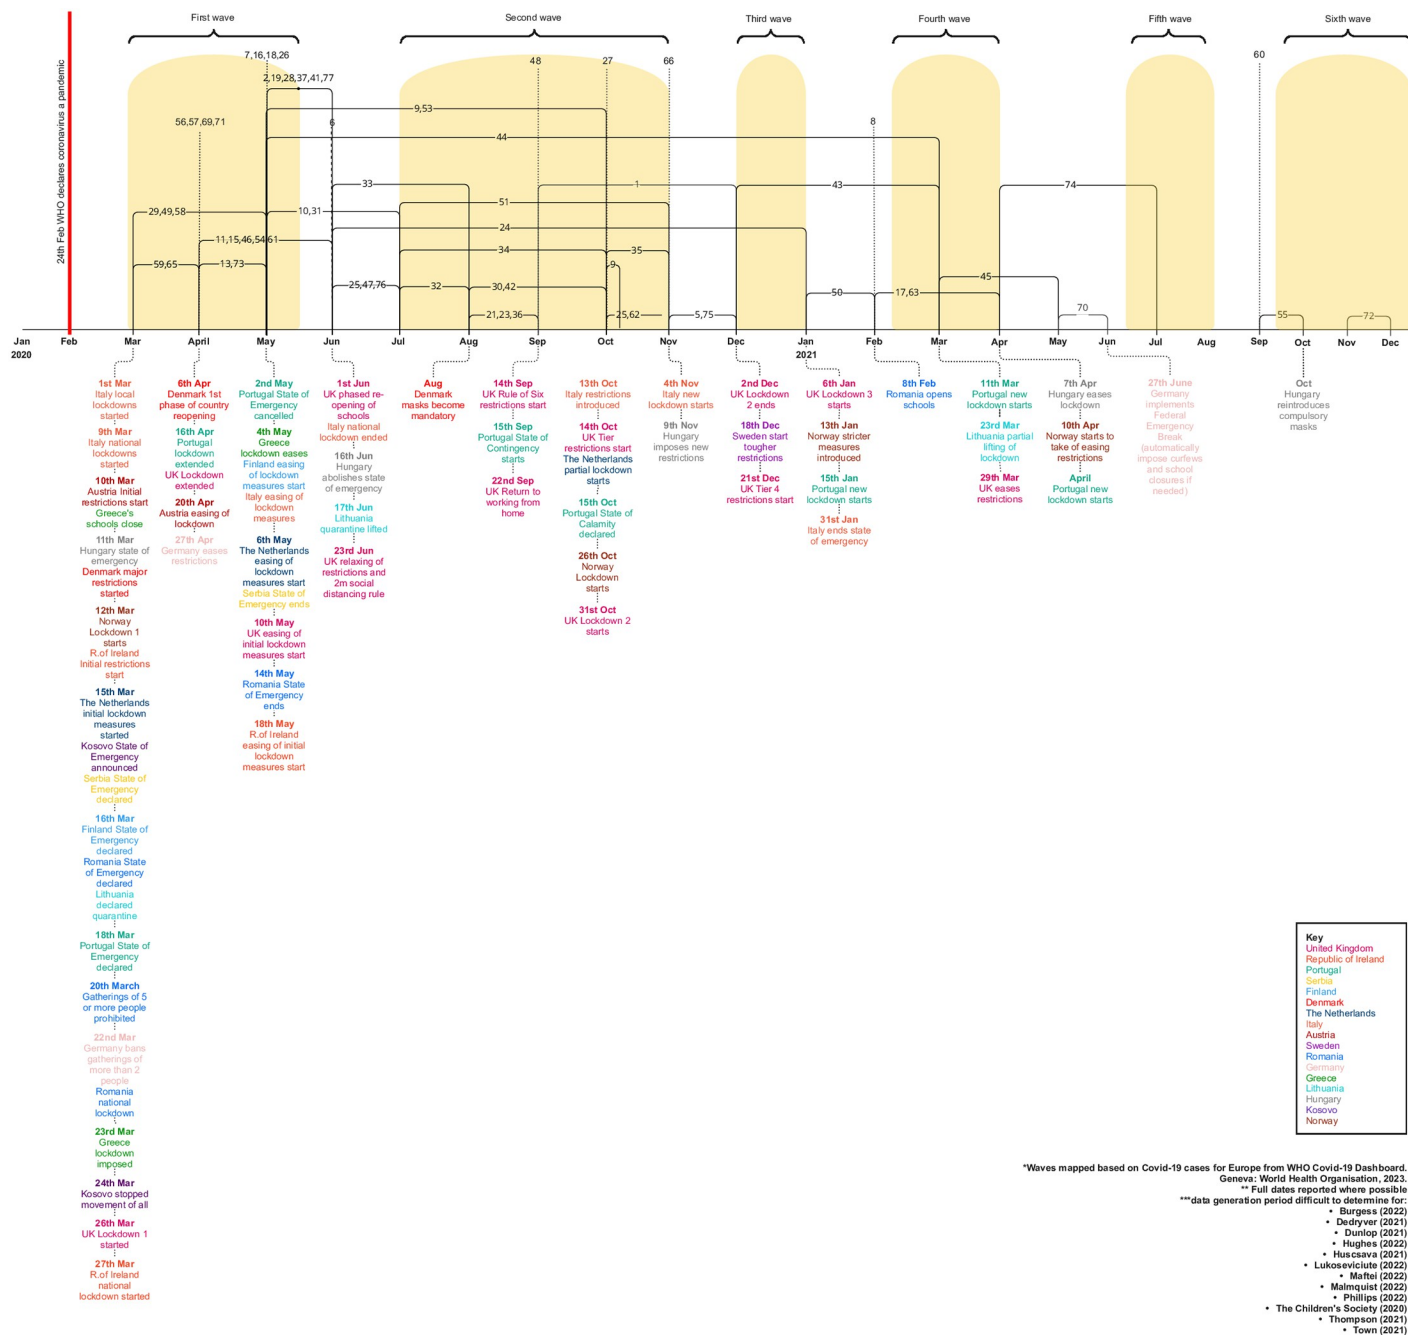 First wave
Second wave
Third wave
Fourth wave
Fifth wave
Sixth wave
24th Feb WHO declares coronavirus a pandemic
7,16,18,26
2,19,28,37,41,77
48
27
66
60
9,53
56,57,69,71
6
8
44
33
1
43
74
51
29,49,58
10,31
24
11,15,46,54,61
34
35
59,65
13,73
9
45
25,47,76
32
30,42
50
17,63
21,23,36
25,62
5,75
70
55
72
Jan
2020
Feb
Mar
April
May
Jun
Jul
Aug
Sep
Oct
Nov
Dec
Jan
2021
Feb
Mar
Apr
May
Jun
Jul
Aug
Sep
Oct
Nov
Dec
1st Mar
Italy local
lockdowns
started
9th Mar
Italy national
lockdowns
started
10th Mar
Austria Initial
restrictions start
Greece's
schools close
11th Mar
Hungary state of
emergency
Denmark major
restrictions
started
12th Mar
Norway
Lockdown 1
starts
R.of Ireland
Initial restrictions
start
15th Mar
The Netherlands
initial lockdown
measures
started
Kosovo State of
Emergency
announced
Serbia State of
Emergency
declared
16th Mar
Finland State of
Emergency
declared
Romania State
of Emergency
declared
Lithuania
declared
quarantine
18th Mar
Portugal State of
Emergency
declared
20th March
Gatherings of 5
or more people
prohibited
22nd Mar
Germany bans
gatherings of
more than 2
people
Romania
national
lockdown
23rd Mar
Greece
lockdown
imposed
24th Mar
Kosovo stopped
movement of all
26th Mar
UK Lockdown 1
started
27th Mar
R.of Ireland
national
lockdown started
6th Apr
Denmark 1st
phase of country
reopening
16th Apr
Portugal
lockdown
extended
UK Lockdown
extended
20th Apr
Austria easing of
lockdown
27th Apr
Germany eases
restrictions
2nd May
Portugal State of
Emergency
cancelled
4th May
Greece
lockdown eases
Finland easing
of lockdown
measures start
Italy easing of
lockdown
measures
6th May
The Netherlands
easing of
lockdown
measures start
Serbia State of
Emergency ends
10th May
UK easing of
initial lockdown
measures start
14th May
Romania State
of Emergency
ends
18th May
R.of Ireland
easing of initial
lockdown
measures start
1st Jun
UK phased re-
opening of
schools
Italy national
lockdown ended
16th Jun
Hungary
abolishes state
of emergency
17th Jun
Lithuania
quarantine lifted
23rd Jun
UK relaxing of
restrictions and
2m social
distancing rule
Aug
Denmark
masks become
mandatory
14th Sep
UK Rule of Six
restrictions start
15th Sep
Portugal State of
Contingency
starts
22nd Sep
UK Return to
working from
home
13th Oct
Italy restrictions
introduced
14th Oct
UK Tier
restrictions start
The Netherlands
partial lockdown
starts
15th Oct
Portugal State of
Calamity
declared
26th Oct
Norway
Lockdown
starts
31st Oct
UK Lockdown 2
starts
4th Nov
Italy new
lockdown starts
9th Nov
Hungary
imposes new
restrictions
2nd Dec
UK Lockdown
2 ends
18th Dec
Sweden start
tougher
restrictions
21st Dec
UK Tier 4
restrictions start
6th Jan
UK Lockdown 3
starts
13th Jan
Norway stricter
measures
introduced
15th Jan
Portugal new
lockdown starts
31st Jan
Italy ends state
of emergency
8th Feb
Romania opens
schools
11th Mar
Portugal new
lockdown starts
23rd Mar
Lithuania partial
lifting of
lockdown
29th Mar
UK eases
restrictions
7th Apr
Hungary eases
lockdown
10th Apr
Norway starts to
take of easing
restrictions
April
Portugal new
lockdown starts
27th June
Germany
implements
Federal
Emergency
Break
(automatically
impose curfews
and school
closures if
needed)
Oct
Hungary
reintroduces
compulsory
masks
Key
United Kingdom
Republic of Ireland
Portugal
Serbia
Finland
Denmark
The Netherlands
Italy
Austria
Sweden
Romania
Germany
Greece
Lithuania
Hungary
Kosovo
Norway
*Waves mapped based on Covid-19 cases for Europe from WHO Covid-19 Dashboard.
Geneva: World Health Organisation, 2023.
** Full dates reported where possible
***data generation period difficult to determine for:
• Burgess (2022)
• Dedryver (2021)
• Dunlop (2021)
• Hughes (2022)
• Huscsava (2021)
• Lukoseviciute (2022)
• Maftei (2022)
• Malmquist (2022)
• Phillips (2022)
• The Children's Society (2020)
• Thompson (2021)
• Town (2021)